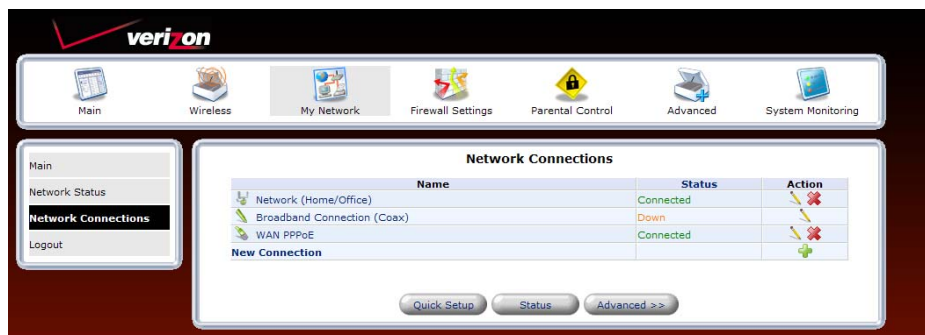 verizon
Main Wireless My Network Firewall Settings Parental Control Advanced System Monitoring
Main
Network Status
Network Connections
Logout
Network Connections
Name Status Action
Network (Home/Office) Connected
Broadband Connection (Coax) Down
WAN PPPoE Connected
New Connection
Quick Setup Status Advanced >>